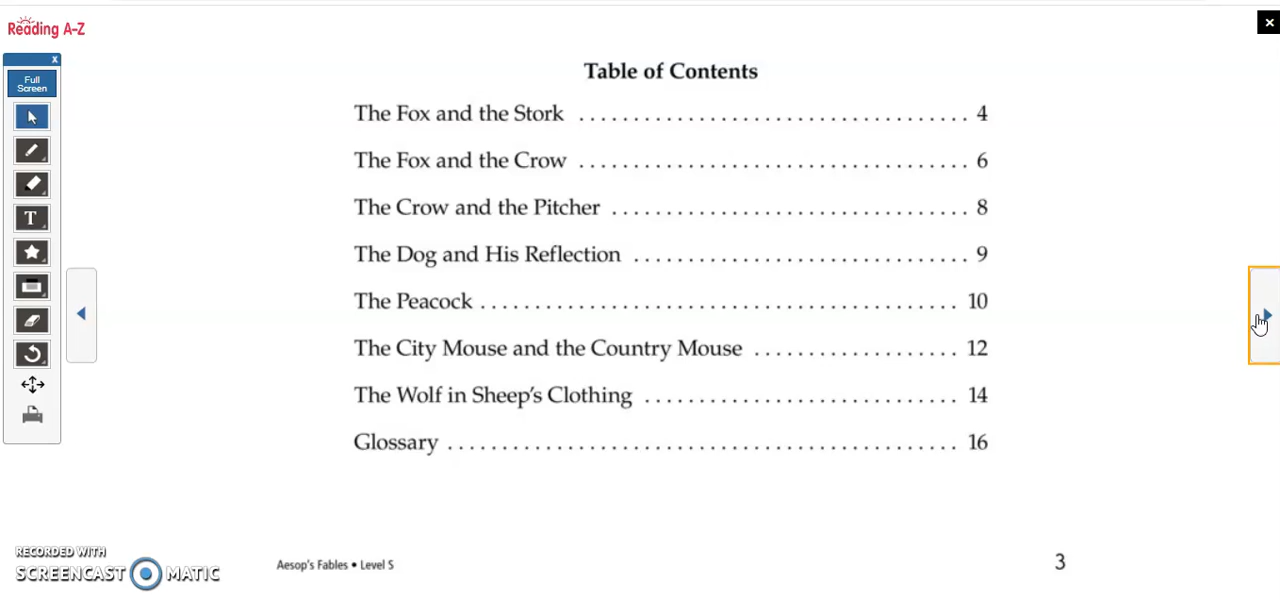 Reading A-Z
x
Full
Screen
T
Table of Contents
The Fox and the Stork . . . . . . . . . . . . . . . . . . . . . . . . . . . . . . . . . . . . 4
The Fox and the Crow . . . . . . . . . . . . . . . . . . . . . . . . . . . . . . . . . . . . 6
The Crow and the Pitcher . . . . . . . . . . . . . . . . . . . . . . . . . . . . . . . . . 8
The Dog and His Reflection . . . . . . . . . . . . . . . . . . . . . . . . . . . . . . . 9
The Peacock . . . . . . . . . . . . . . . . . . . . . . . . . . . . . . . . . . . . . . . . . . . . 10
The City Mouse and the Country Mouse . . . . . . . . . . . . . . . . . . . 12
The Wolf in Sheep's Clothing . . . . . . . . . . . . . . . . . . . . . . . . . . . . . 14
Glossary . . . . . . . . . . . . . . . . . . . . . . . . . . . . . . . . . . . . . . . . . . . . . . . 16
RECORDED WITH
SCREENCAST MATIC
Aesop's Fables • Level S
3